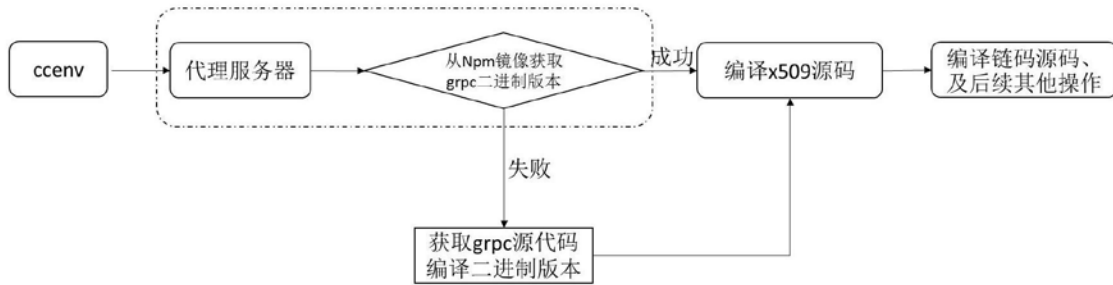 ccenv
代理服务器
从Npm镜像获取
grpc二进制版本
成功
编译x509源码
编译链码源码、
及后续其他操作
失败
获取grpc源代码
编译二进制版本